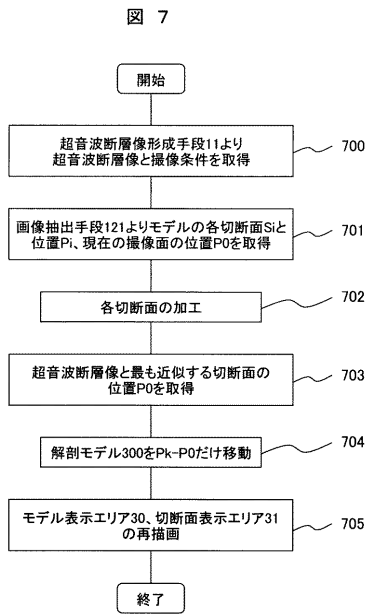 図 7
開始
超音波断層像形成手段11より
超音波断層像と撮像条件を取得
700
画像抽出手段121よりモデルの各切断面Siと
位置Pi、現在の撮像面の位置P0を取得
701
各切断面の加工
702
超音波断層像と最も近似する切断面の
位置P0を取得
703
解剖モデル300をPk-P0だけ移動
704
モデル表示エリア30、切断面表示エリア31
の再描画
705
終了